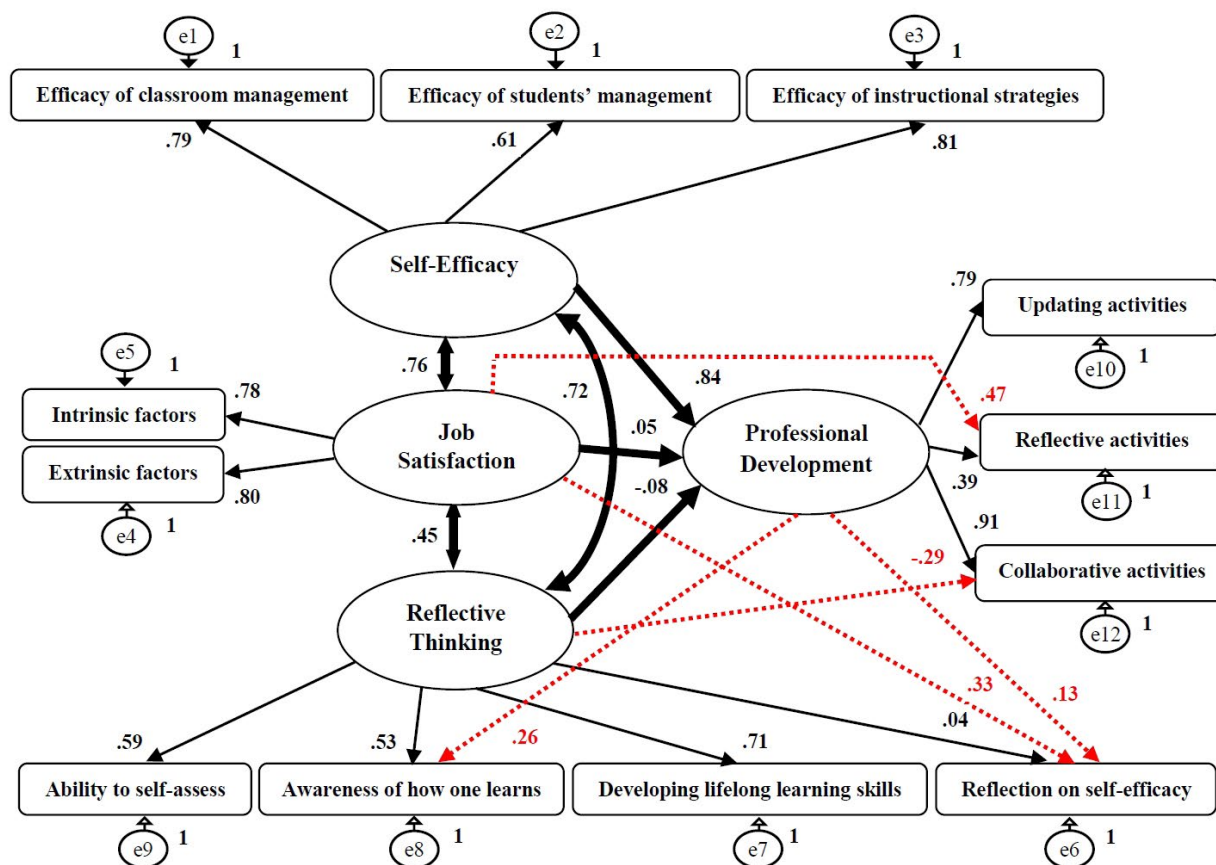 e1
1
e2
1
e3
1
Efficacy of classroom management
Efficacy of students’ management
Efficacy of instructional strategies
.79
.61
.81
Self-Efficacy
.79
Updating activities
e10
1
e5
1
.76
.72
.84
.78
.47
Intrinsic factors
Job
Satisfaction
.05
Professional
Development
Reflective activities
Extrinsic factors
-.08
.39
e11
1
.80
e4
1
.45
.91
-.29
Collaborative activities
Reflective
Thinking
e12
1
.33
.13
.04
.59
.53
.26
.71
Ability to self-assess
Awareness of how one learns
Developing lifelong learning skills
Reflection on self-efficacy
e9
1
e8
1
e7
1
e6
1